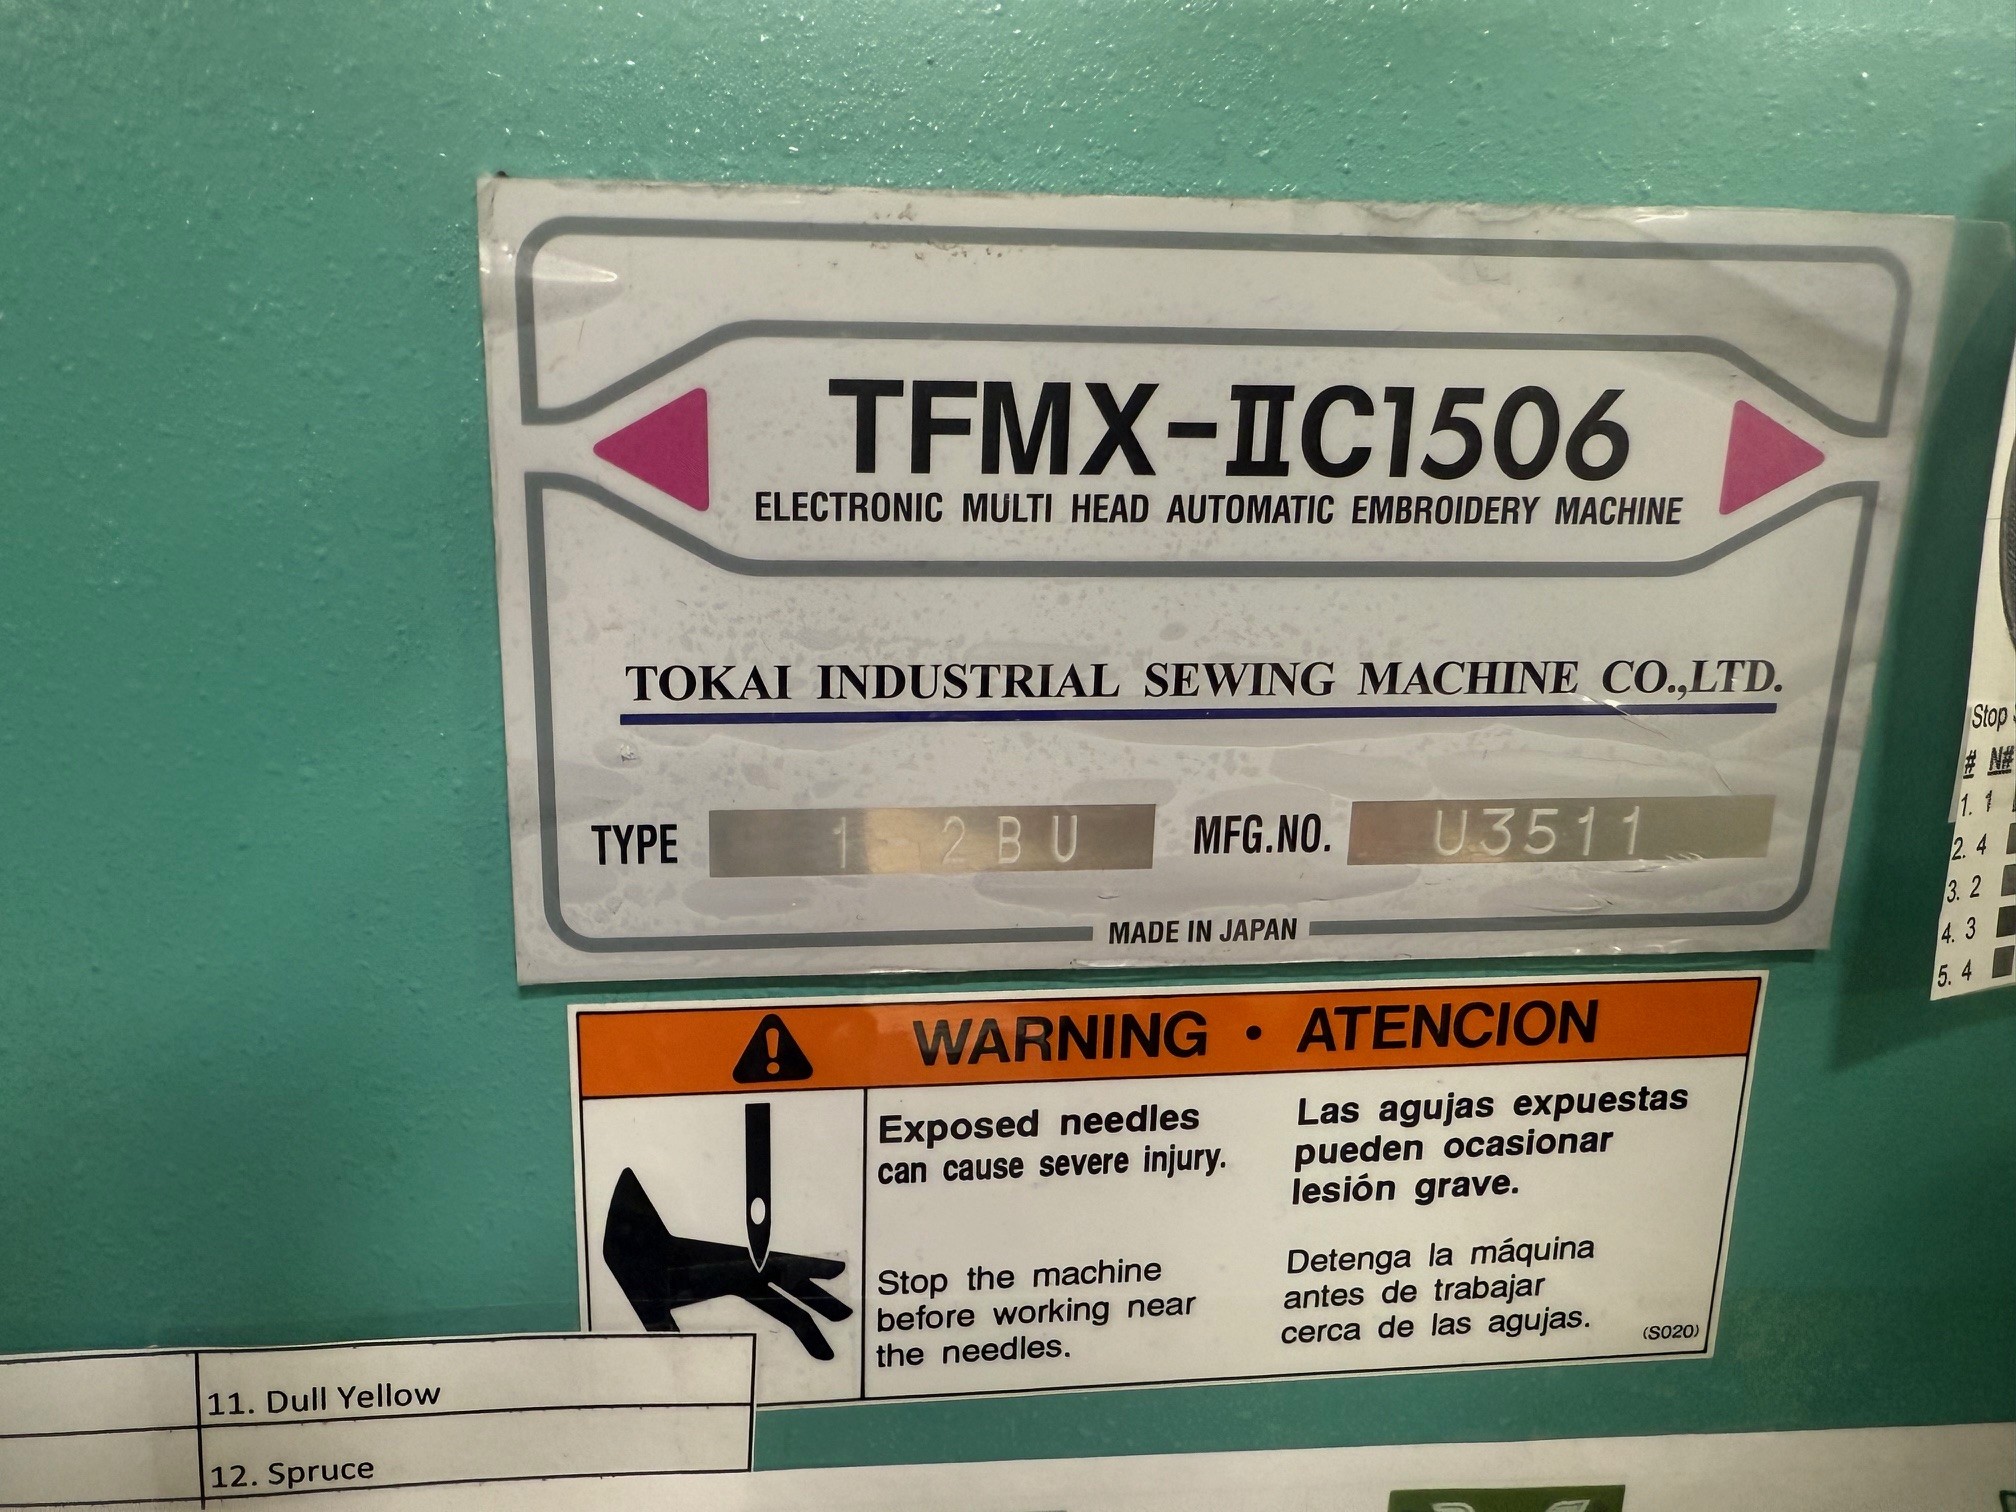 TFMX-IIC1506
ELECTRONIC MULTI HEAD AUTOMATIC EMBROIDERY MACHINE
TOKAI INDUSTRIAL SEWING MACHINE CO.,LTD.
TYPE 1 2BU MFG.NO. U3511
MADE IN JAPAN
WARNING · ATENCION
Exposed needles
can cause severe injury.
Stop the machine
before working near
the needles.
Las agujas expuestas
pueden ocasionar
lesión grave.
Detenga la máquina
antes de trabajar
cerca de las agujas.
(S020)
11. Dull Yellow
12. Spruce
Stop
# N#
1. 1
2. 4
3. 2
4. 3
5. 4